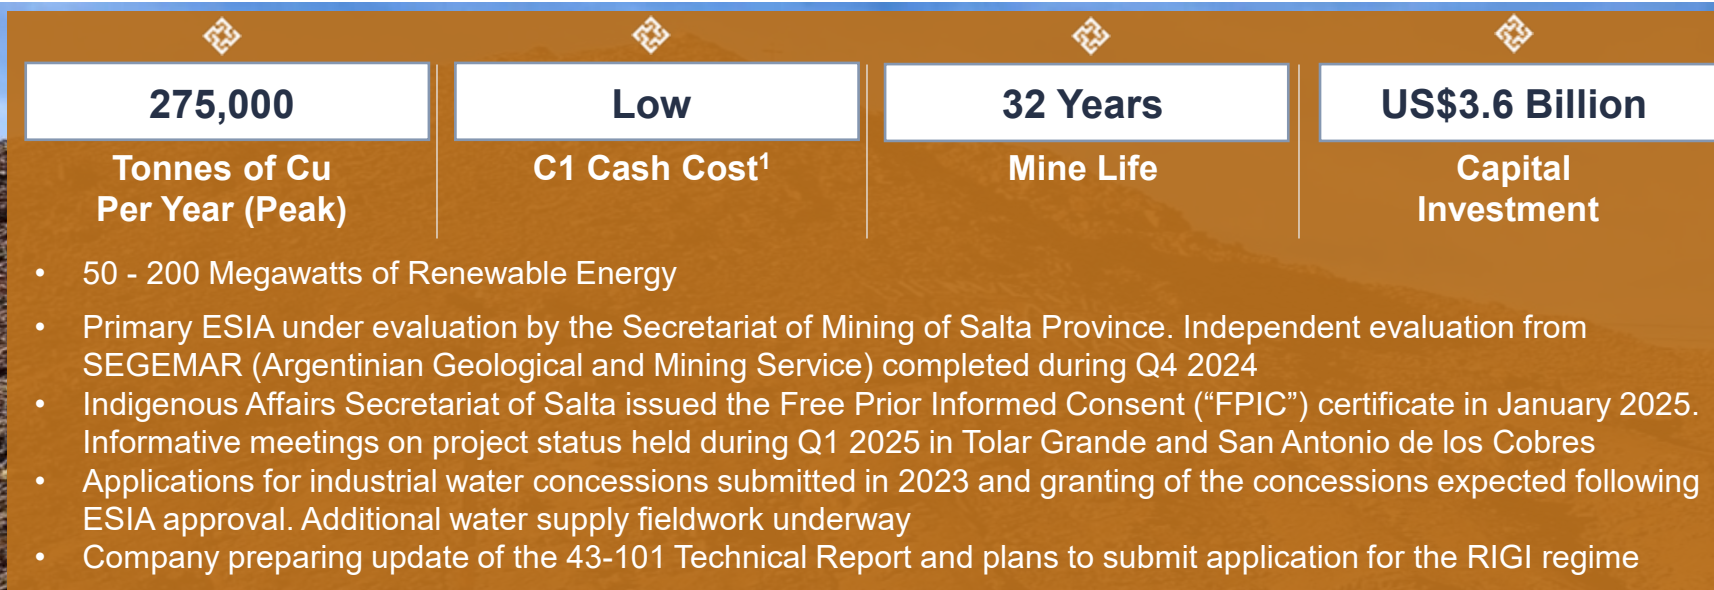 275,000
Low
32 Years
US$3.6 Billion
Tonnes of Cu
Per Year (Peak)
C1 Cash Cost¹
Mine Life
Capital
Investment
• 50 - 200 Megawatts of Renewable Energy
• Primary ESIA under evaluation by the Secretariat of Mining of Salta Province. Independent evaluation from
SEGEMAR (Argentinian Geological and Mining Service) completed during Q4 2024
• Indigenous Affairs Secretariat of Salta issued the Free Prior Informed Consent (“FPIC”) certificate in January 2025.
Informative meetings on project status held during Q1 2025 in Tolar Grande and San Antonio de los Cobres
• Applications for industrial water concessions submitted in 2023 and granting of the concessions expected following
ESIA approval. Additional water supply fieldwork underway
• Company preparing update of the 43-101 Technical Report and plans to submit application for the RIGI regime